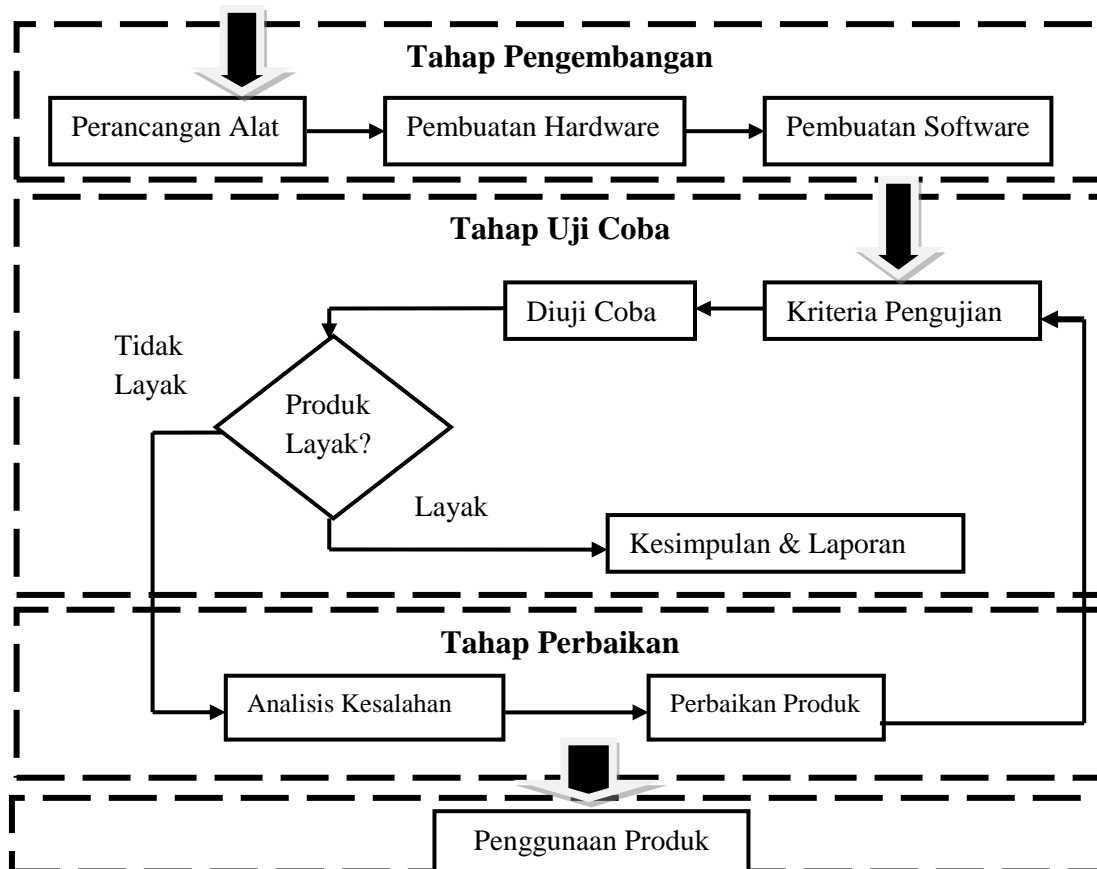 Tahap Pengembangan
Perancangan Alat
Pembuatan Hardware
Pembuatan Software
Tahap Uji Coba
Diuji Coba
Kriteria Pengujian
Tidak
Layak
Produk
Layak?
Layak
Kesimpulan & Laporan
Tahap Perbaikan
Analisis Kesalahan
Perbaikan Produk
Penggunaan Produk